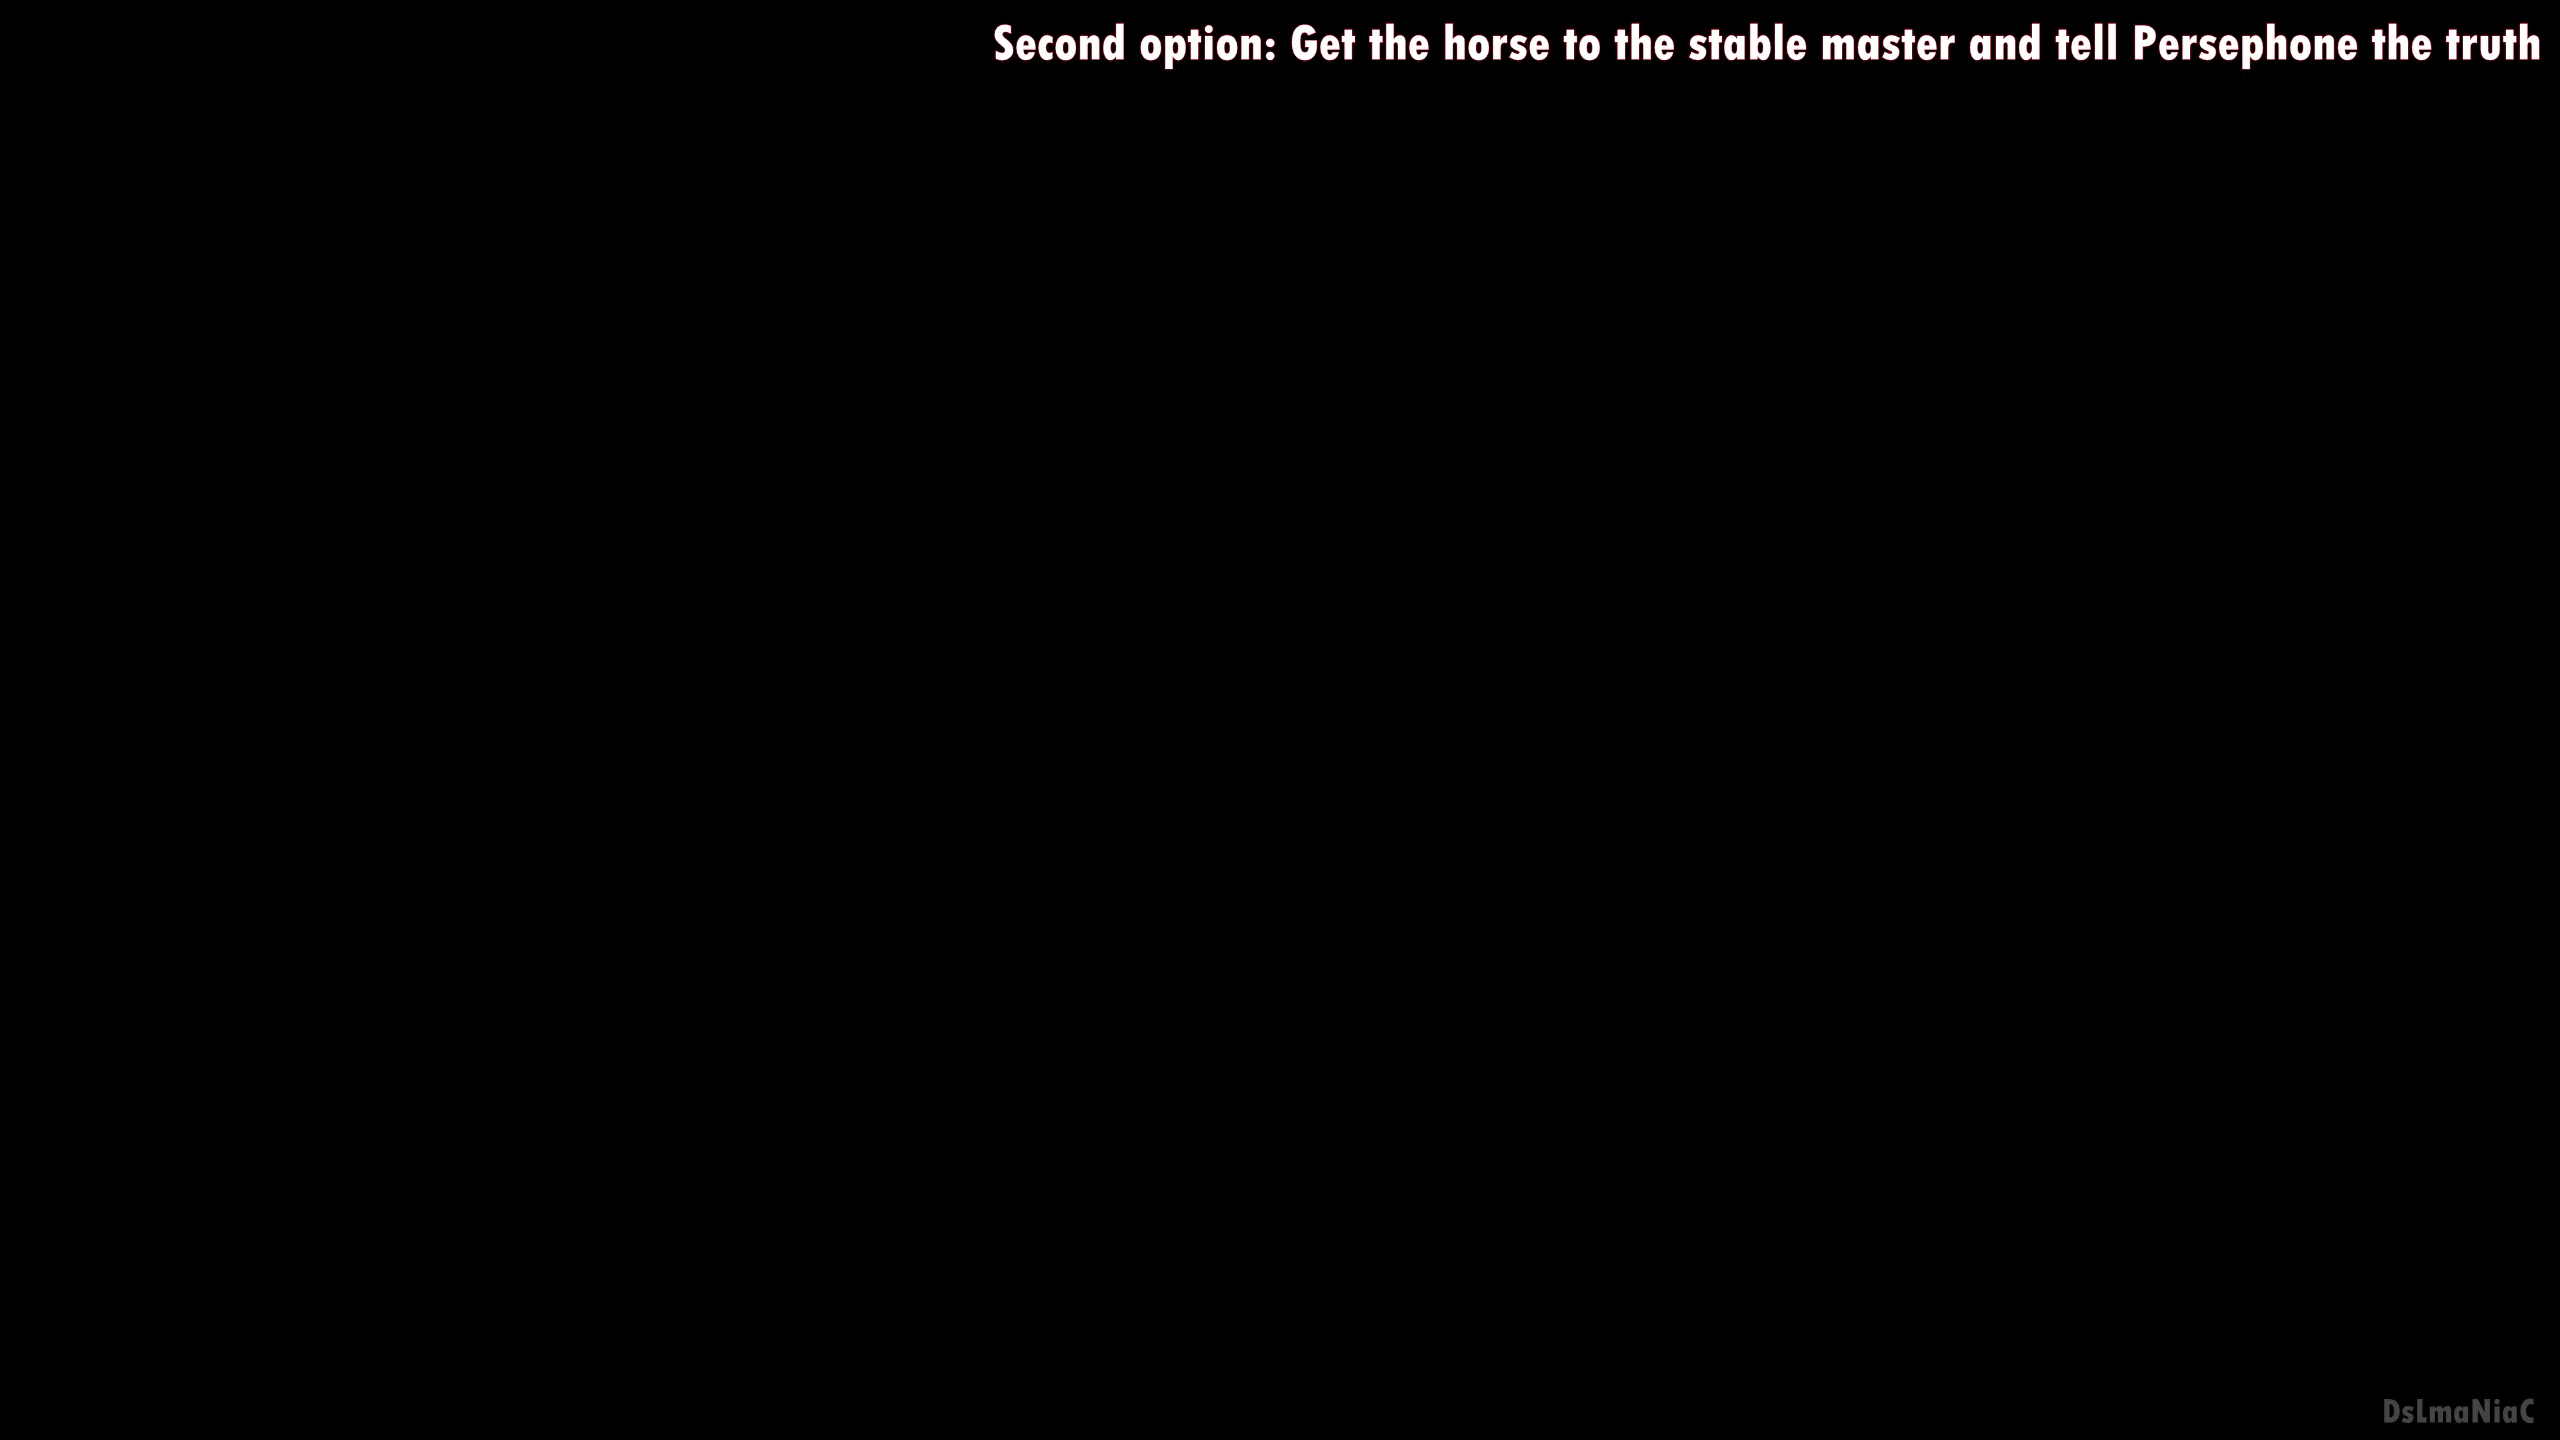 Second option: Get the horse to the stable master and tell Persephone the truth
DsLmaNiaC